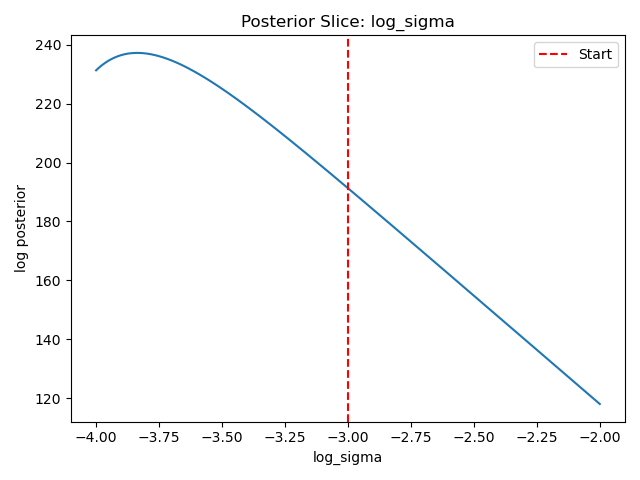 Posterior Slice: log_sigma
Start
log posterior
240
220
200
180
160
140
120
−4.00 −3.75 −3.50 −3.25 −3.00 −2.75 −2.50 −2.25 −2.00
log_sigma